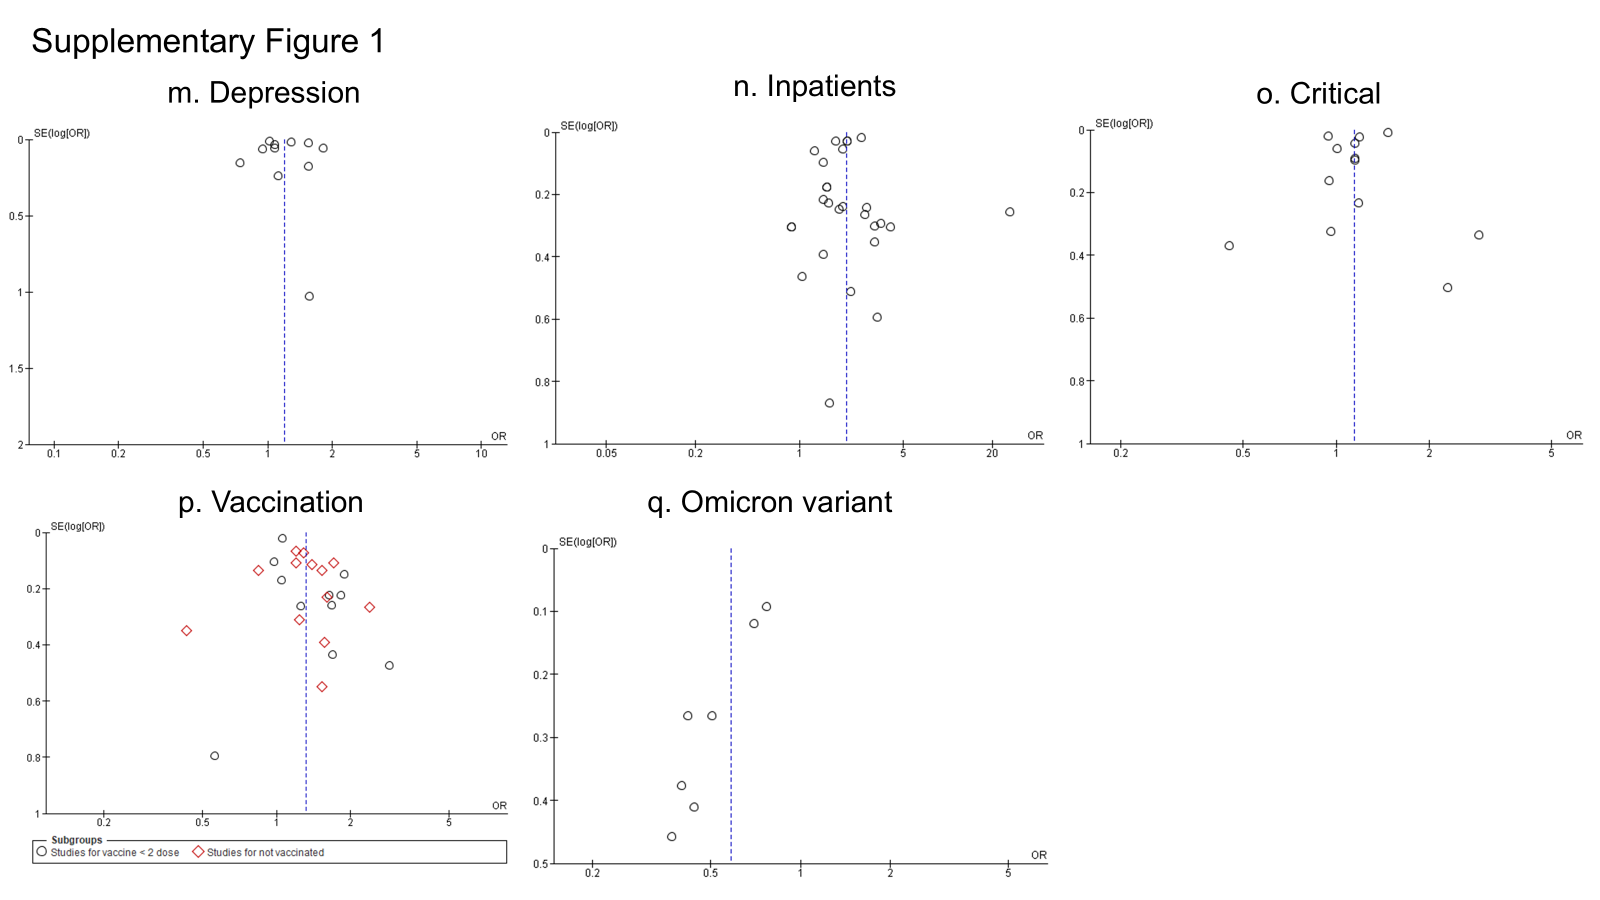 Supplementary Figure 1
m. Depression
SE(log[OR])
0
0.5
1
1.5
2
OR
0.1 0.2 0.5 1 2 5 10
n. Inpatients
SE(log[OR])
0
0.2
0.4
0.6
0.8
1
OR
0.05 0.2 1 5 20
o. Critical
SE(log[OR])
0
0.2
0.4
0.6
0.8
1
OR
0.2 0.5 1 2 5
p. Vaccination
SE(log[OR])
0
0.2
0.4
0.6
0.8
1
OR
0.2 0.5 1 2 5
Subgroups
Studies for vaccine < 2 dose Studies for not vaccinated
q. Omicron variant
SE(log[OR])
0
0.1
0.2
0.3
0.4
0.5
OR
0.2 0.5 1 2 5